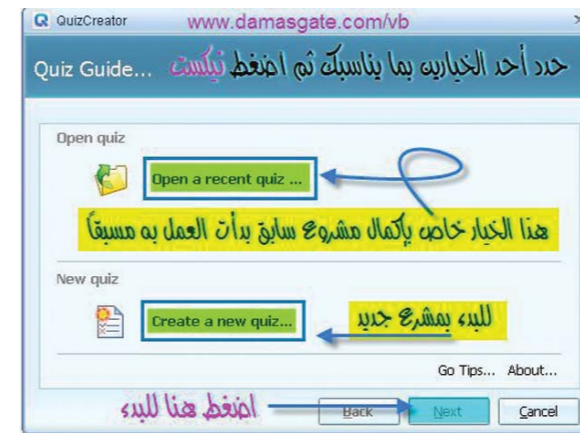 QuizCreator
www.damasgate.com/vb
Quiz Guide... حدد أحد الخيارين بما يناسبك ثم اضغط نيكست
Open quiz
Open a recent quiz ...
هذا الخيار خاص بإكمال مشروع سابق بدأت العمل به مسبقاً
New quiz
Create a new quiz... للبدء بمشرع جديد
Go Tips... About...
اضغط هنا للبدء
Back Next Cancel